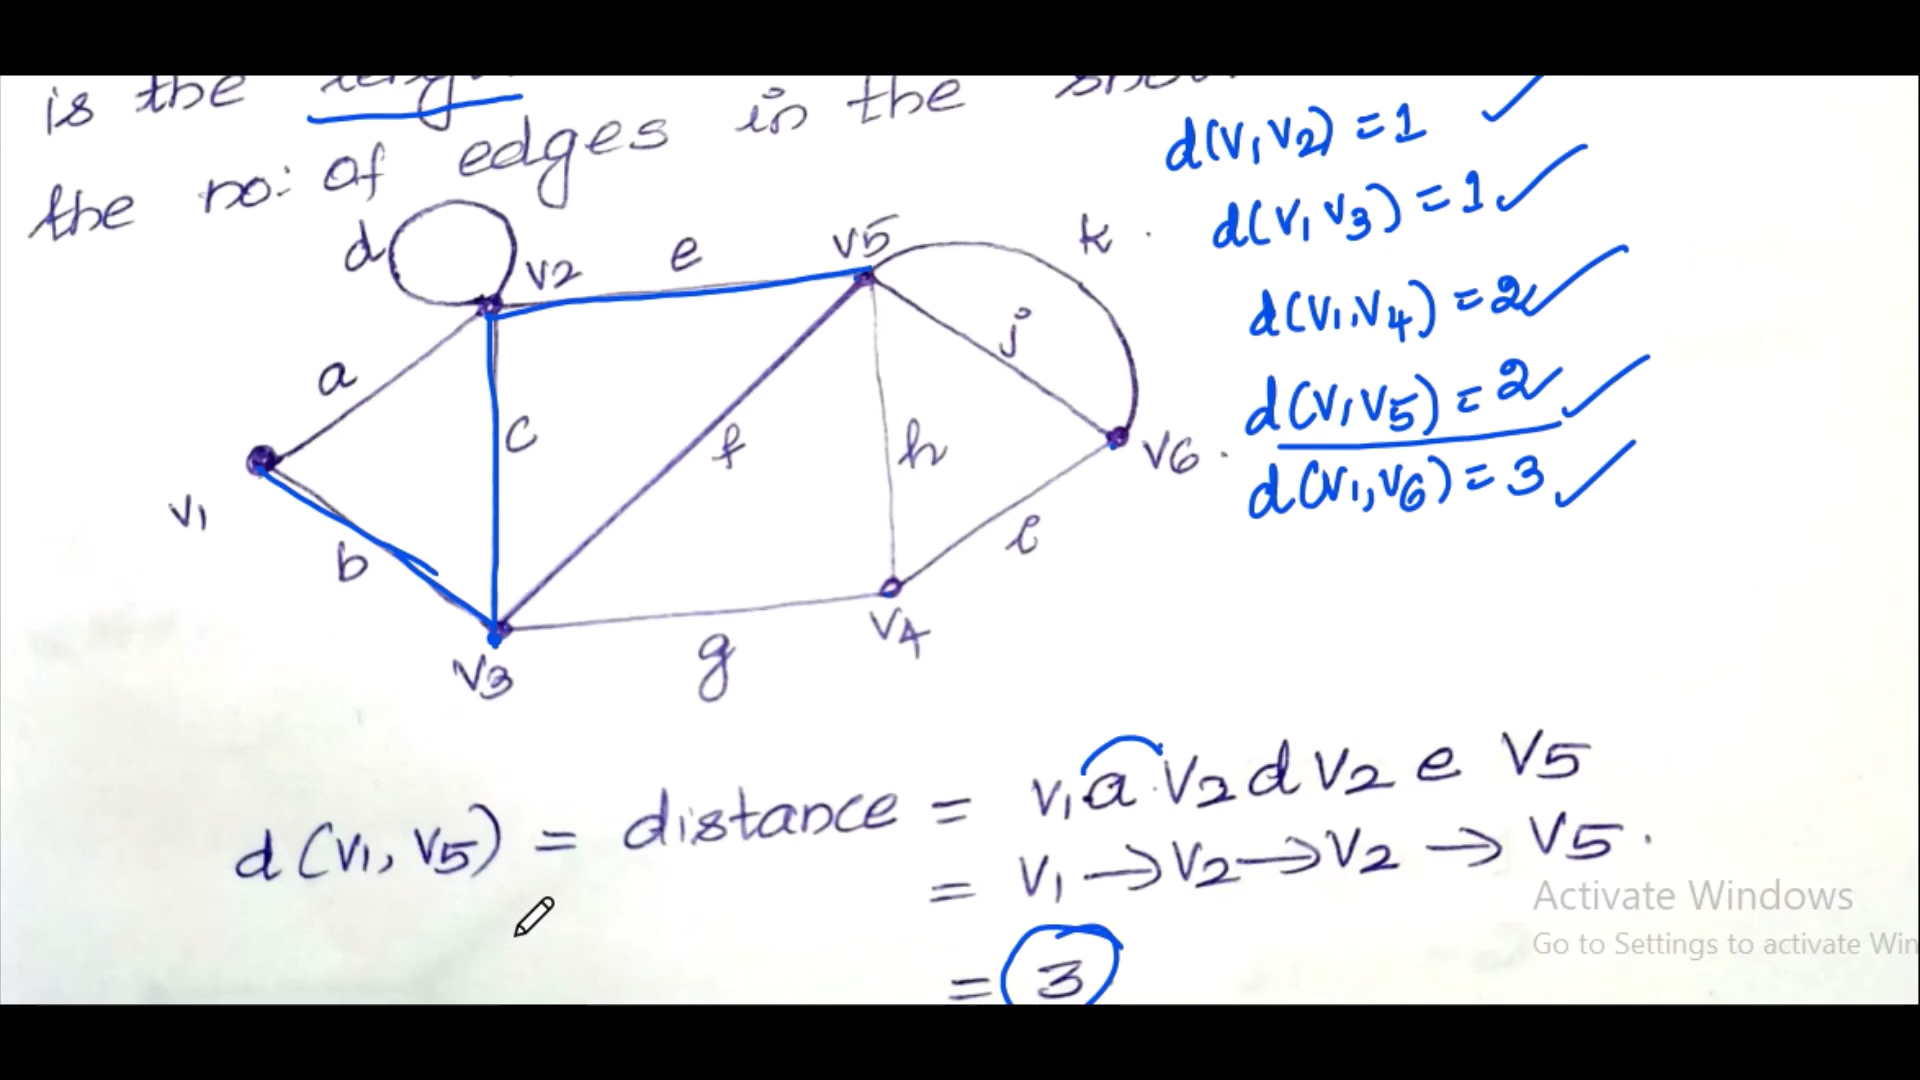 is the
the no: of edges in the
d(v1 v2) = 1
d(v1 v3) = 1
d(v1, v4) = 2
d(v1 v5) = 2
d(v1, v6) = 3
d
v2
e
v5
k
a
c
f
h
j
v6
v1
b
l
v3
g
v4
d(v1, v5) = distance = v1 a v2 d v2 e v5
= v1 → v2 → v2 → v5.
= 3
Activate Windows
Go to Settings to activate Win